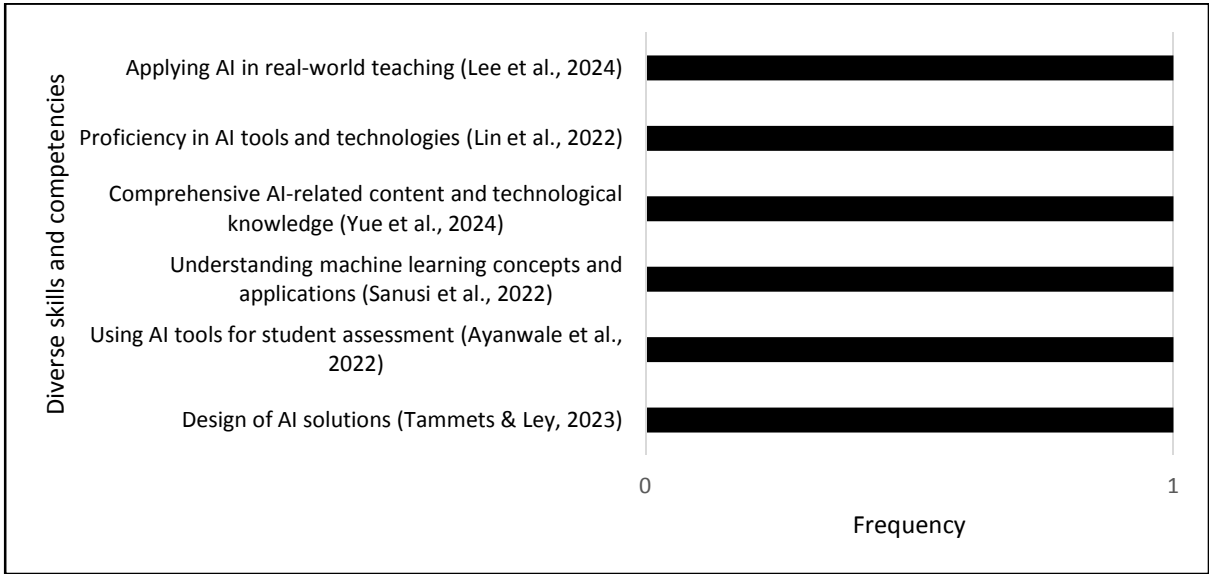 Diverse skills and competencies
Applying AI in real-world teaching (Lee et al., 2024)
Proficiency in AI tools and technologies (Lin et al., 2022)
Comprehensive AI-related content and technological
knowledge (Yue et al., 2024)
Understanding machine learning concepts and
applications (Sanusi et al., 2022)
Using AI tools for student assessment (Ayanwale et al.,
2022)
Design of AI solutions (Tammets & Ley, 2023)
0 1
Frequency